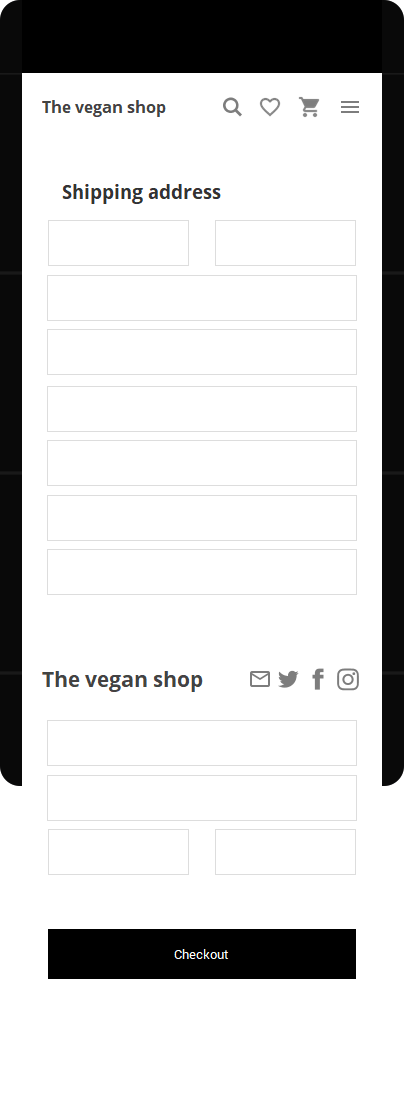 The vegan shop
Shipping address
The vegan shop
Checkout